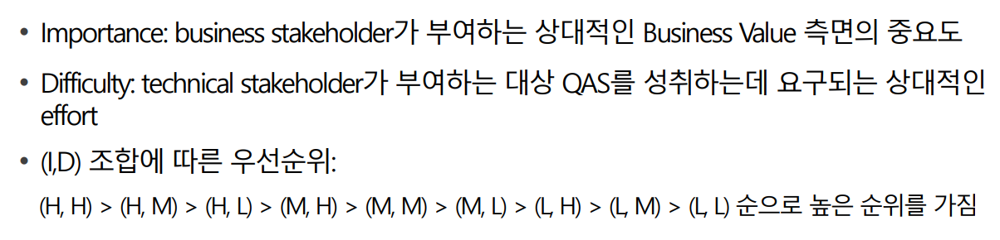 • Importance: business stakeholder가 부여하는 상대적인 Business Value 측면의 중요도
• Difficulty: technical stakeholder가 부여하는 대상 QAS를 성취하는데 요구되는 상대적인
effort
• (I,D) 조합에 따른 우선순위:
(H, H) > (H, M) > (H, L) > (M, H) > (M, M) > (M, L) > (L, H) > (L, M) > (L, L) 순으로 높은 순위를 가짐